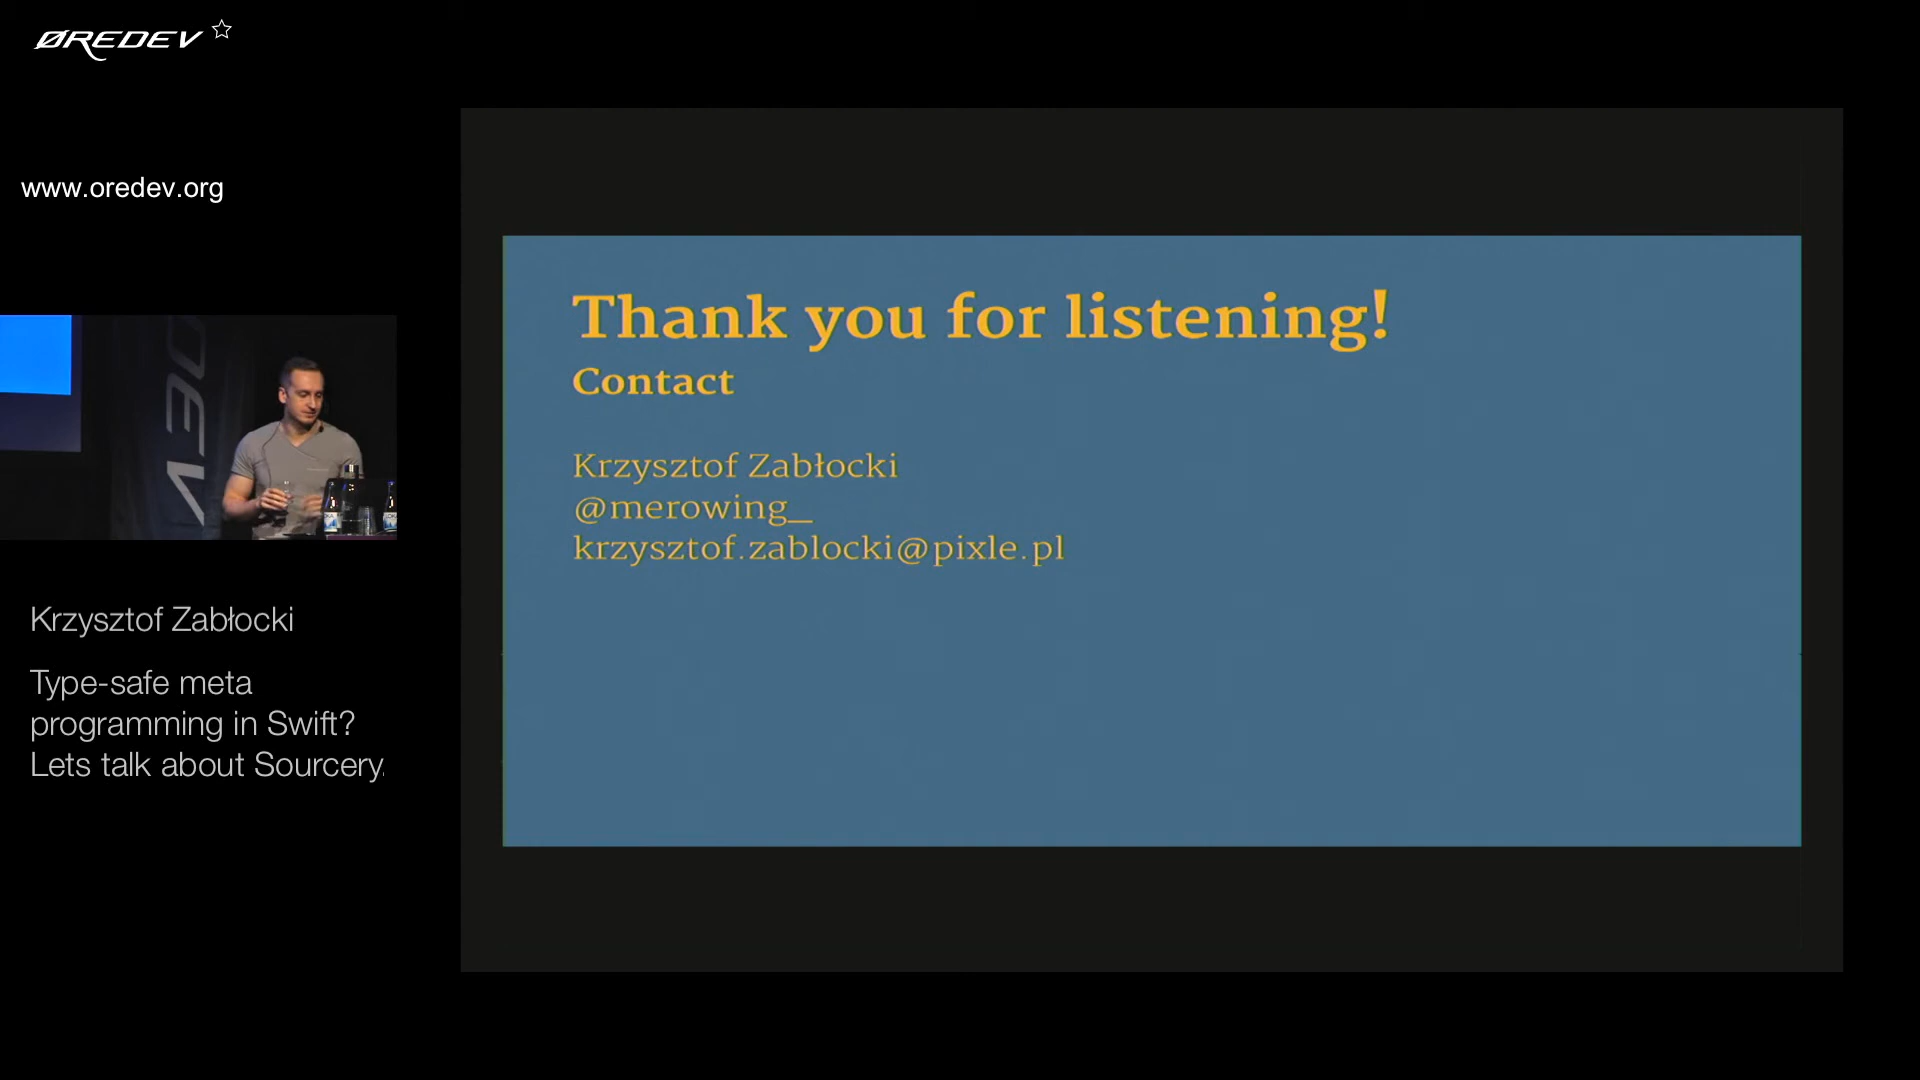 ØREDEV
www.oredev.org
Thank you for listening!
Contact
Krzysztof Zabłocki
@merowing_
krzysztof.zablocki@pixle.pl
Krzysztof Zabłocki
Type-safe meta
programming in Swift?
Lets talk about Sourcery.